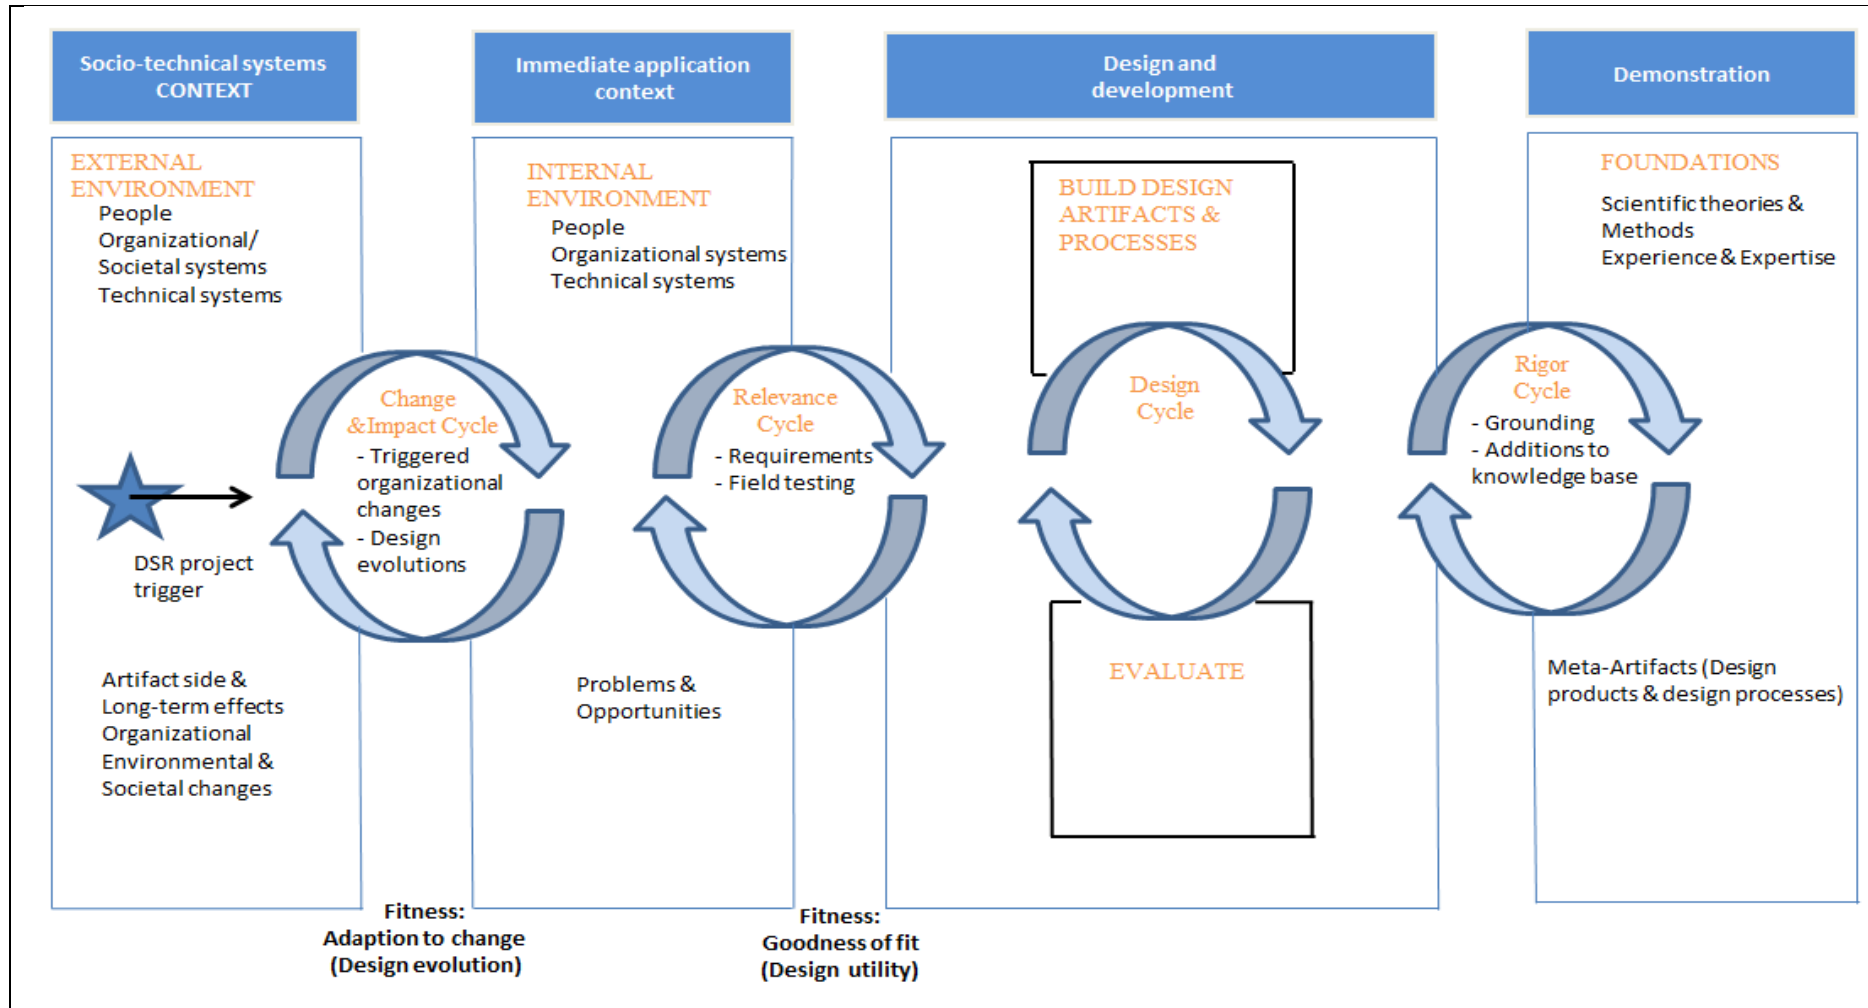 Socio-technical systems
CONTEXT
Immediate application
context
Design and
development
Demonstration
EXTERNAL
ENVIRONMENT
People
Organizational/
Societal systems
Technical systems
INTERNAL
ENVIRONMENT
People
Organizational systems
Technical systems
BUILD DESIGN
ARTIFACTS &
PROCESSES
FOUNDATIONS
Scientific theories &
Methods
Experience & Expertise
Change
&Impact Cycle
- Triggered
organizational
changes
- Design
evolutions
Relevance
Cycle
- Requirements
- Field testing
Design
Cycle
Rigor
Cycle
- Grounding
- Additions to
knowledge base
DSR project
trigger
Artifact side &
Long-term effects
Organizational
Environmental &
Societal changes
Problems &
Opportunities
EVALUATE
Meta-Artifacts (Design
products & design processes)
Fitness:
Adaption to change
(Design evolution)
Fitness:
Goodness of fit
(Design utility)